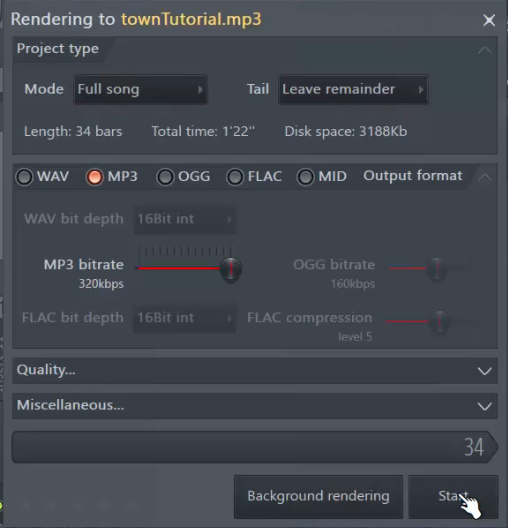 Rendering to townTutorial.mp3
Project type
Mode Full song Tail Leave remainder
Length: 34 bars Total time: 1'22" Disk space: 3188Kb
WAV MP3 OGG FLAC MID Output format
WAV bit depth 16Bit int
MP3 bitrate OGG bitrate
320kbps 160kbps
FLAC bit depth 16Bit int FLAC compression
level 5
Quality...
Miscellaneous...
34
Background rendering Start